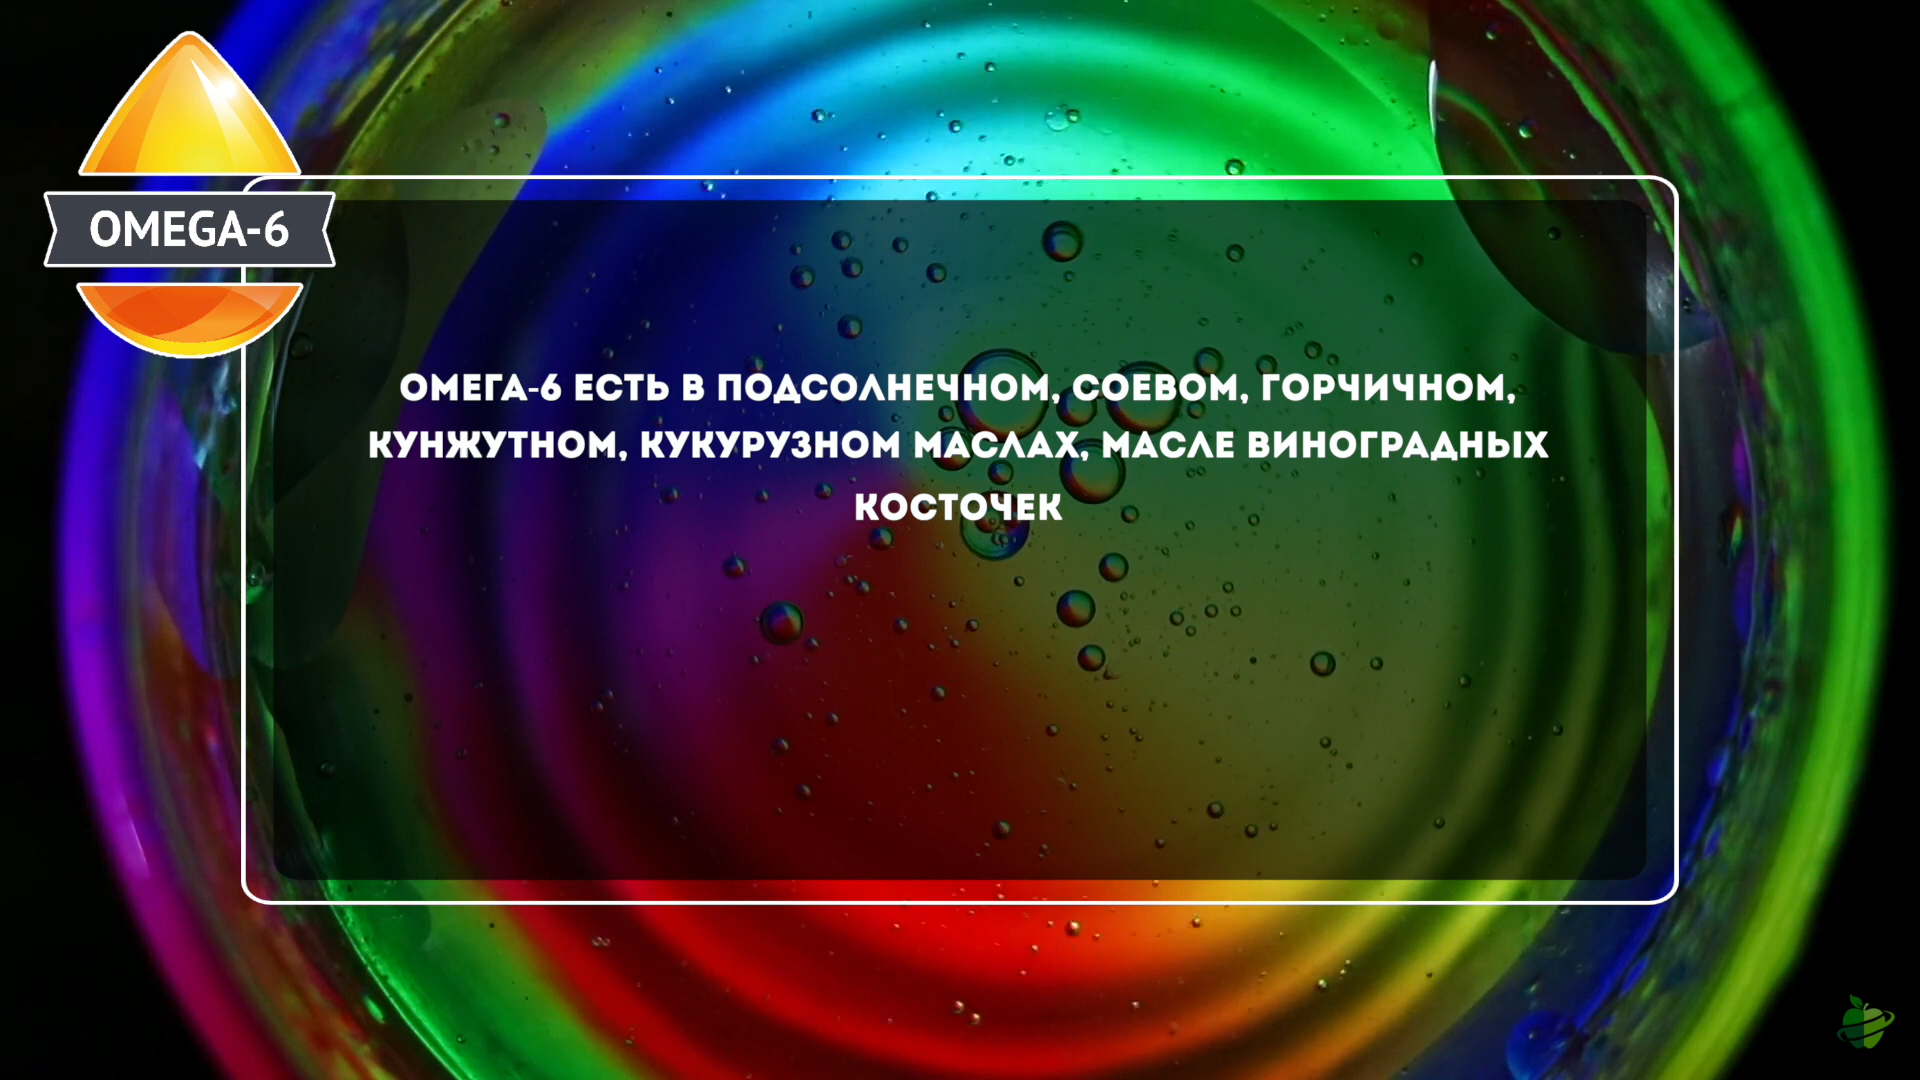 OMEGA-6
ОМЕГА-6 ЕСТЬ В ПОДСОЛНЕЧНОМ, СОЕВОМ, ГОРЧИЧНОМ,
КУНЖУТНОМ, КУКУРУЗНОМ МАСЛАХ, МАСЛЕ ВИНОГРАДНЫХ
КОСТОЧЕК